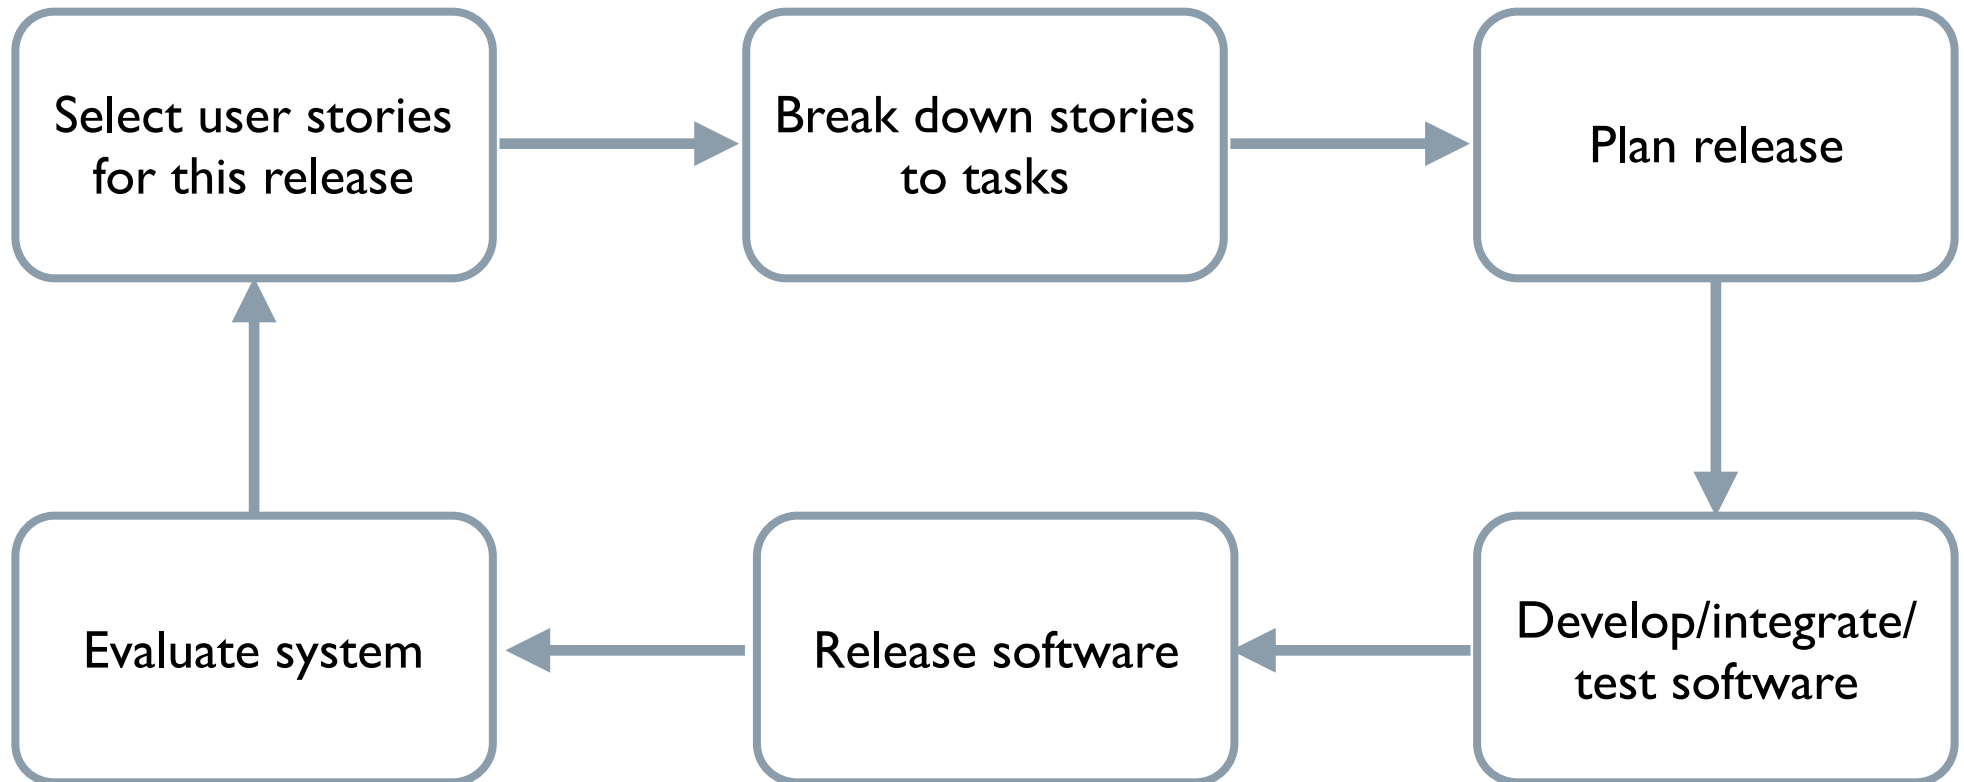 Select user stories
for this release
Break down stories
to tasks
Plan release
Evaluate system
Release software
Develop/integrate/
test software